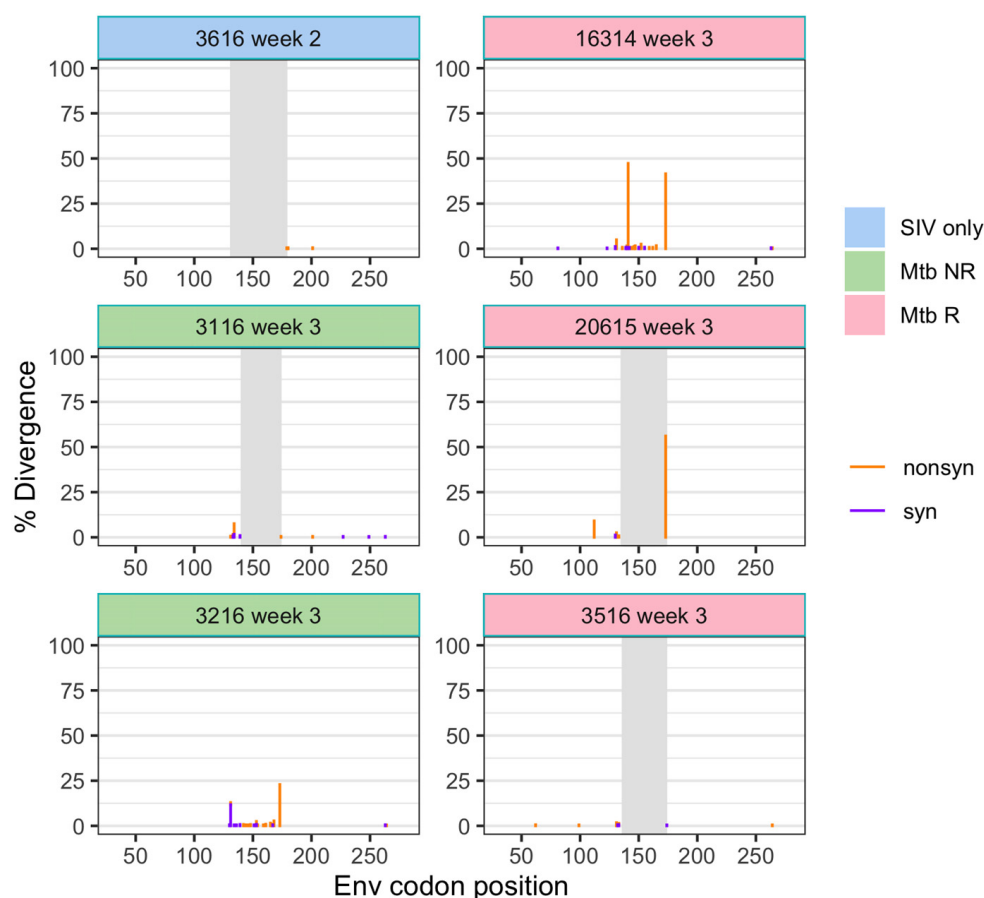 3616 week 2
16314 week 3
100
75
50
25
0
50 100 150 200 250
100
75
50
25
0
50 100 150 200 250
3116 week 3
20615 week 3
100
75
50
25
0
50 100 150 200 250
100
75
50
25
0
50 100 150 200 250
3216 week 3
3516 week 3
100
75
50
25
0
50 100 150 200 250
100
75
50
25
0
50 100 150 200 250
% Divergence
Env codon position
SIV only
Mtb NR
Mtb R
nonsyn
syn